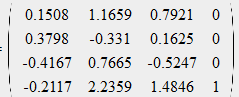 = 0.1508 1.1659 0.7921 0
0.3798 -0.331 0.1625 0
-0.4167 0.7665 -0.5247 0
-0.2117 2.2359 1.4846 1